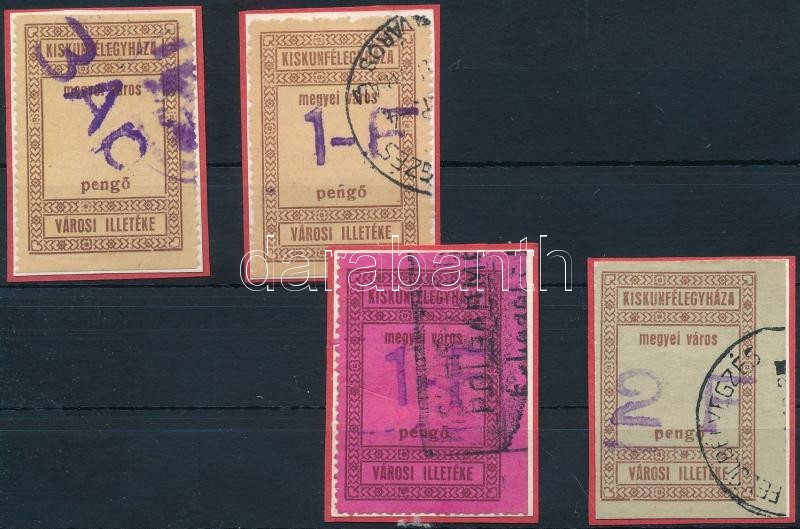 KISKUNFÉLEGYHÁZA
megyei város
pengő
VÁROSI ILLETÉKE
KISKUNFÉLEGYHÁZA
megyei város
1-P
pengő
VÁROSI ILLETÉKE
darabanth
KISKUNFÉLEGYHÁZA
megyei város
1
pengő
VÁROSI ILLETÉKE
KISKUNFÉLEGYHÁZA
megyei város
2
pengő
VÁROSI ILLETÉKE